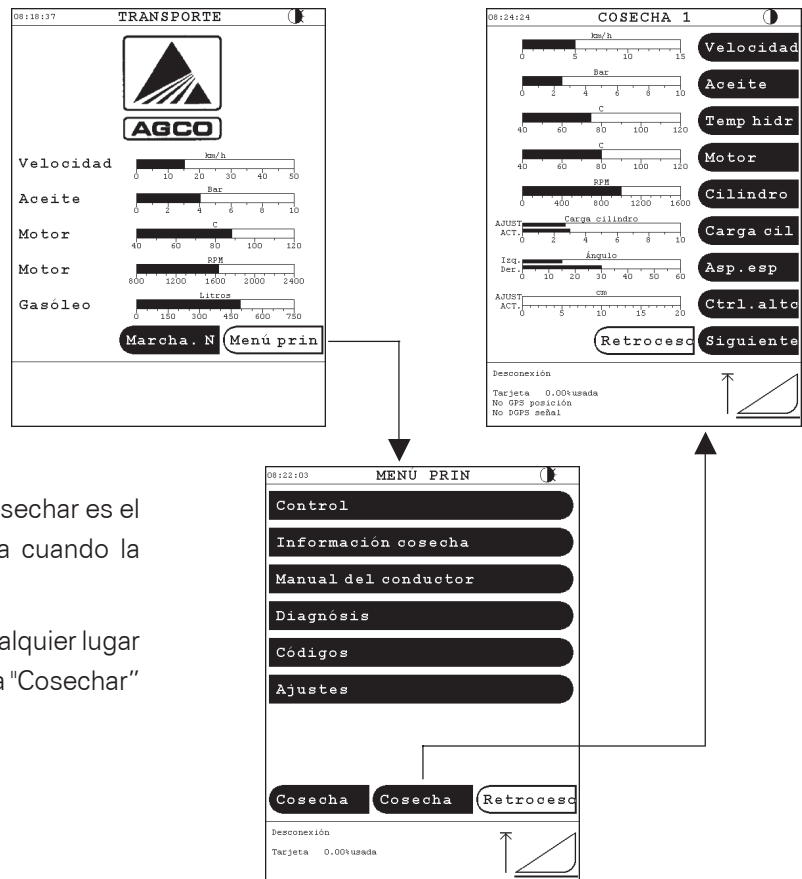 08:18:37 TRANSPORTE
AGCO
Velocidad km/h 0 10 20 30 40 50
Aceite Bar 0 2 4 6 8 10
Motor C 40 60 80 100 120
Motor RPM 800 1200 1600 2000 2400
Gasóleo Litros 0 150 300 450 600 750
Marcha. N Menú prin
08:24:24 COSECHA 1
km/h 0 5 10 15 Velocidad
Bar 0 2 4 6 8 10 Aceite
C 40 60 80 100 120 Temp hidr
C 40 60 80 100 120 Motor
RPM 0 400 800 1200 1600 Cilindro
AJUST ACT. Carga cilindro 0 2 4 6 8 10 Carga cil
Izq. Der. Ángulo 0 10 20 30 40 50 60 Asp.esp
AJUST ACT. cm 0 5 10 15 20 Ctrl.alto
Retroceso Siguiente
Desconexión
Tarjeta 0.00%usada
No GPS posición
No DGPS señal
sechar es el
a cuando la
alquier lugar
a "Cosechar”
08:22:03 MENÚ PRIN
Control
Información cosecha
Manual del conductor
Diagnósis
Códigos
Ajustes
Cosecha Cosecha Retroceso
Desconexión
Tarjeta 0.00%usada